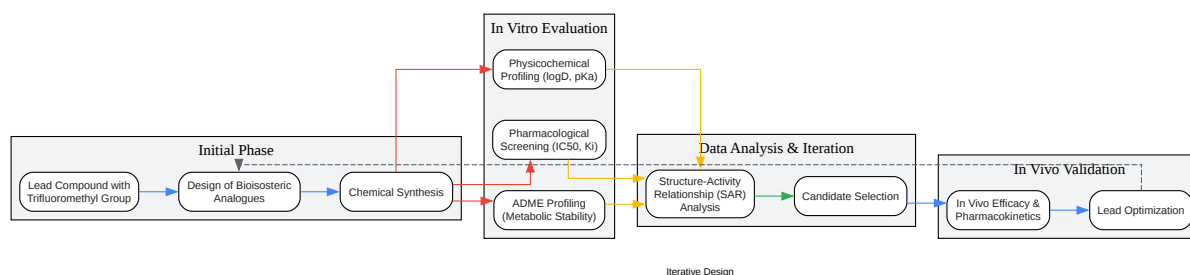 In Vitro Evaluation
Physicochemical
Profiling (logD, pKa)
Pharmacological
Screening (IC50, Ki)
ADME Profiling
(Metabolic Stability)
Initial Phase
Lead Compound with
Trifluoromethyl Group
Design of Bioisosteric
Analogues
Chemical Synthesis
Data Analysis & Iteration
Structure-Activity
Relationship (SAR)
Analysis
Candidate Selection
In Vivo Validation
In Vivo Efficacy &
Pharmacokinetics
Lead Optimization
Iterative Design